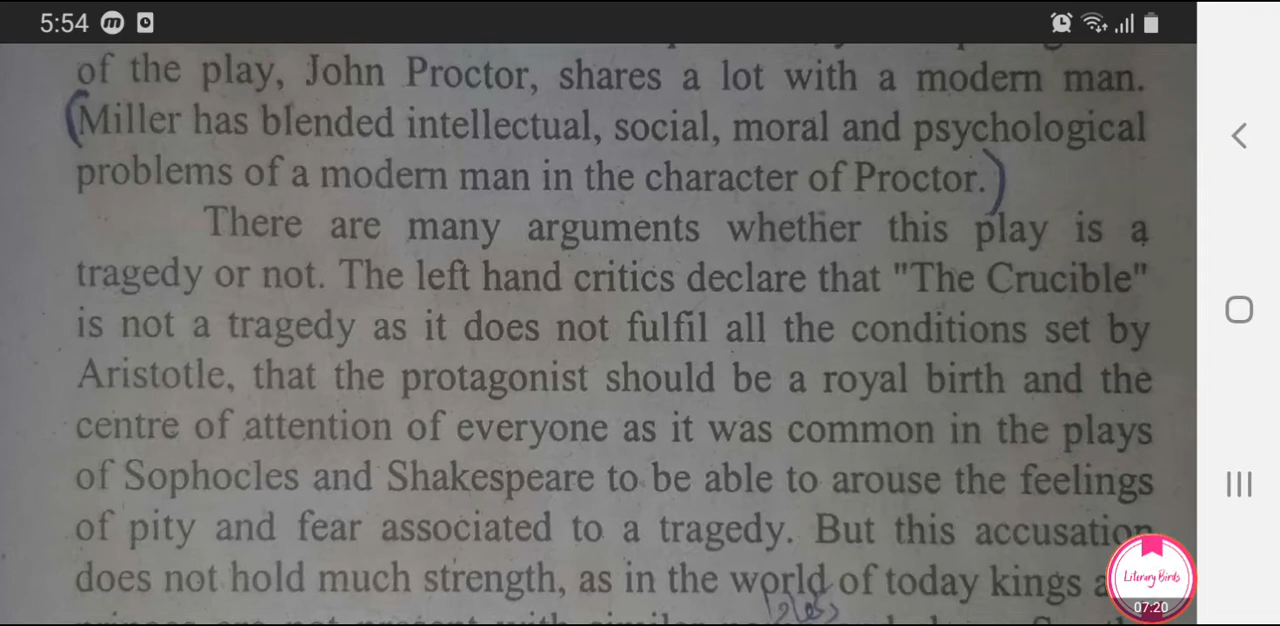 5:54
of the play, John Proctor, shares a lot with a modern man.
(Miller has blended intellectual, social, moral and psychological
problems of a modern man in the character of Proctor.)
There are many arguments whether this play is a
tragedy or not. The left hand critics declare that "The Crucible"
is not a tragedy as it does not fulfil all the conditions set by
Aristotle, that the protagonist should be a royal birth and the
centre of attention of everyone as it was common in the plays
of Sophocles and Shakespeare to be able to arouse the feelings
of pity and fear associated to a tragedy. But this accusation
does not hold much strength, as in the world of today kings
Literary Birds
07:20